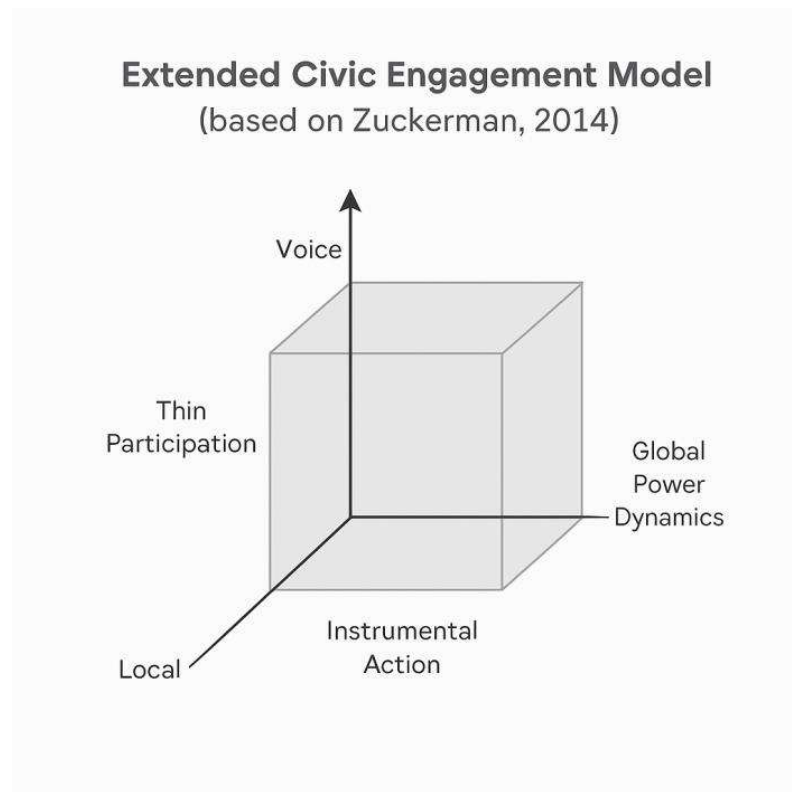 Extended Civic Engagement Model
(based on Zuckerman, 2014)
Voice
Thin
Participation
Global
Power
Dynamics
Instrumental
Action
Local